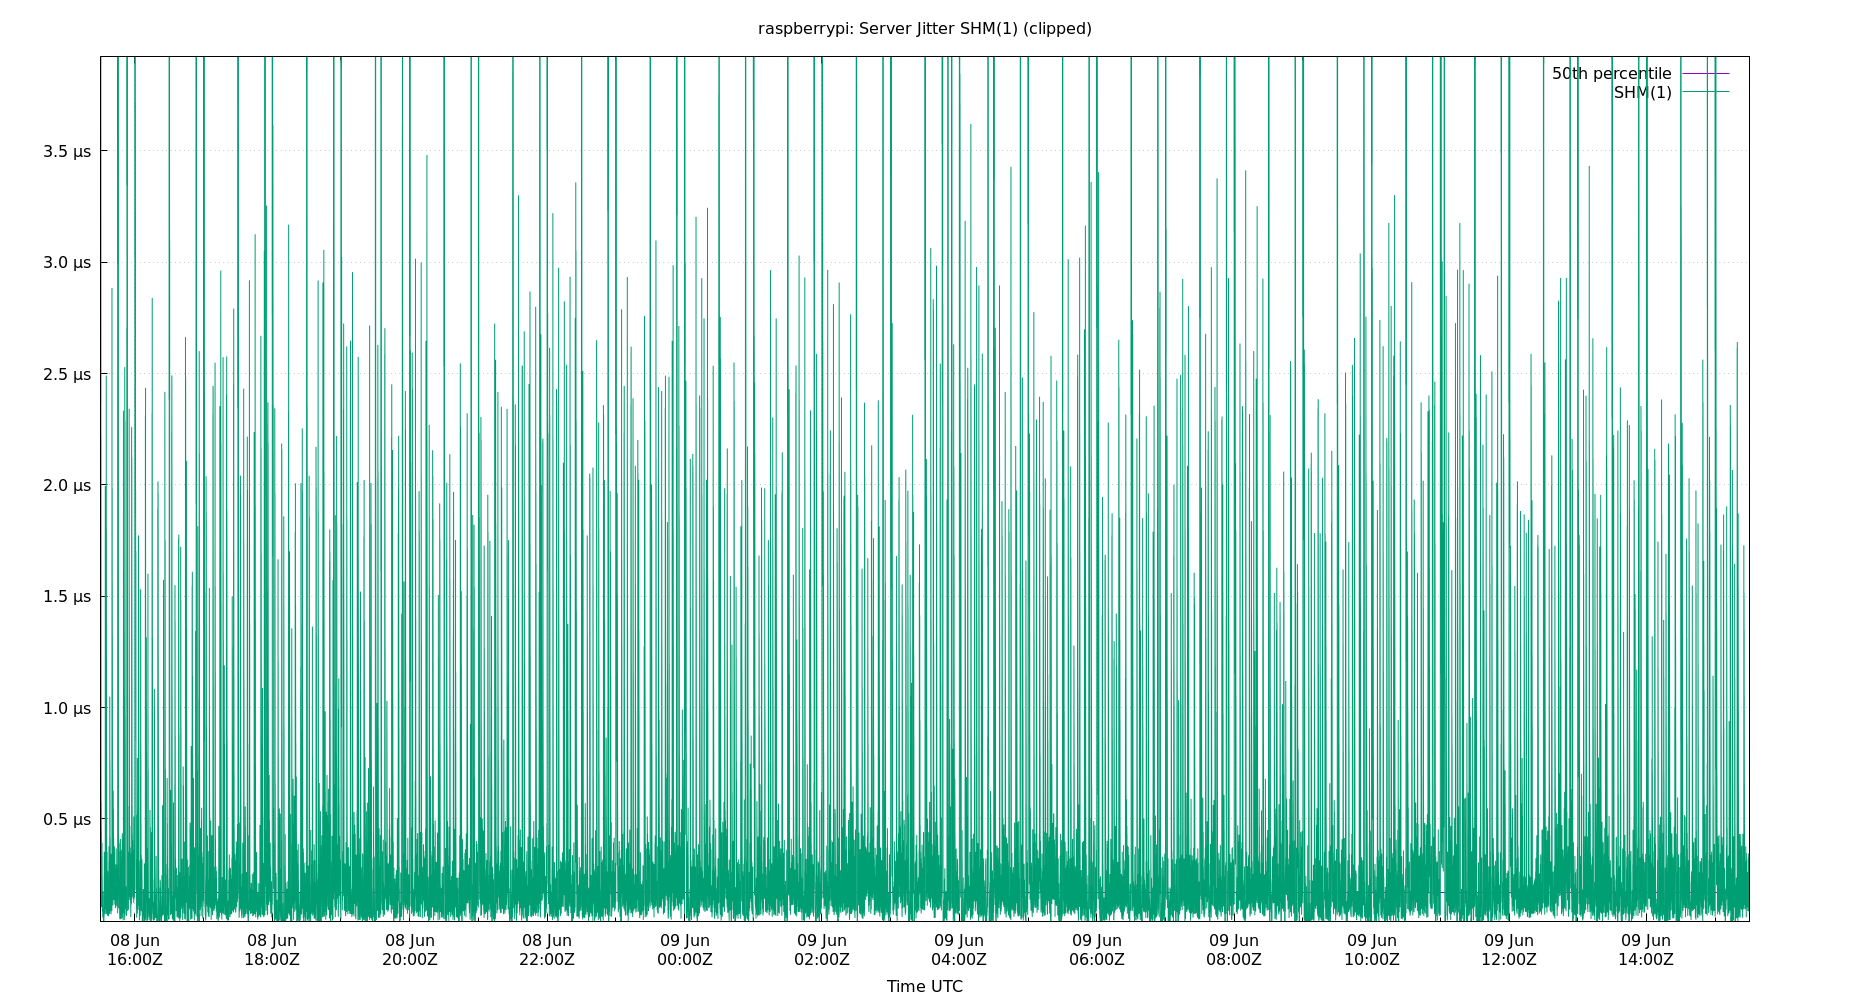 raspberrypi: Server Jitter SHM(1) (clipped)
50th percentile
SHM(1)
3.5 µs
3.0 µs
2.5 µs
2.0 µs
1.5 µs
1.0 µs
0.5 µs
08 Jun 08 Jun 08 Jun 08 Jun 09 Jun 09 Jun 09 Jun 09 Jun 09 Jun 09 Jun 09 Jun 09 Jun
16:00Z 18:00Z 20:00Z 22:00Z 00:00Z 02:00Z 04:00Z 06:00Z 08:00Z 10:00Z 12:00Z 14:00Z
Time UTC